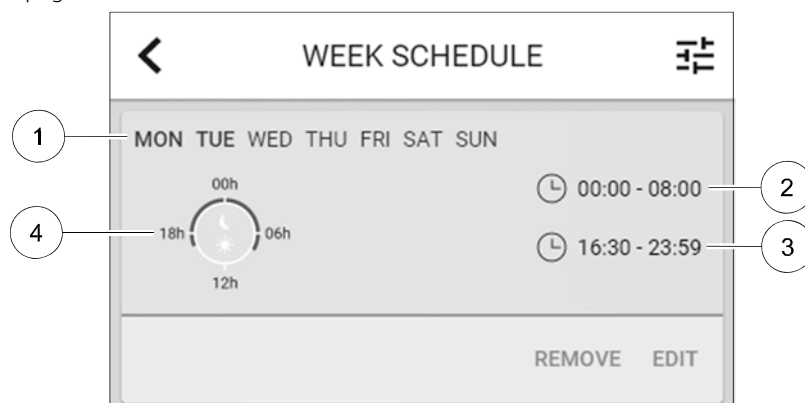 WEEK SCHEDULE
1
MON TUE WED THU FRI SAT SUN
00h
00:00 - 08:00
2
4
18h
06h
16:30 - 23:59
3
12h
REMOVE EDIT